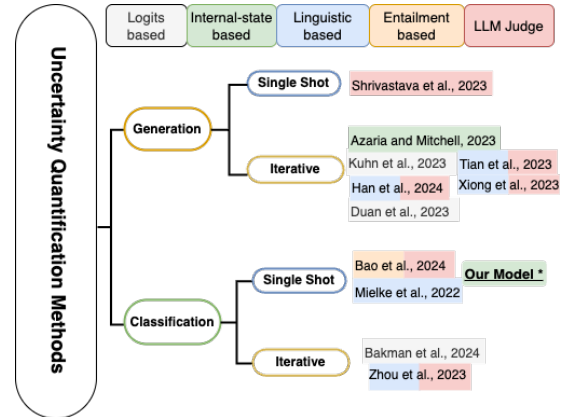 Logits
based
Internal-state
based
Linguistic
based
Entailment
based
LLM Judge
Uncertainty Quantification Methods
Generation
Single Shot
Shrivastava et al., 2023
Iterative
Azaria and Mitchell, 2023
Kuhn et al., 2023
Tian et al., 2023
Han et al., 2024
Xiong et al., 2023
Duan et al., 2023
Classification
Single Shot
Bao et al., 2024
Our Model *
Mielke et al., 2022
Iterative
Bakman et al., 2024
Zhou et al., 2023